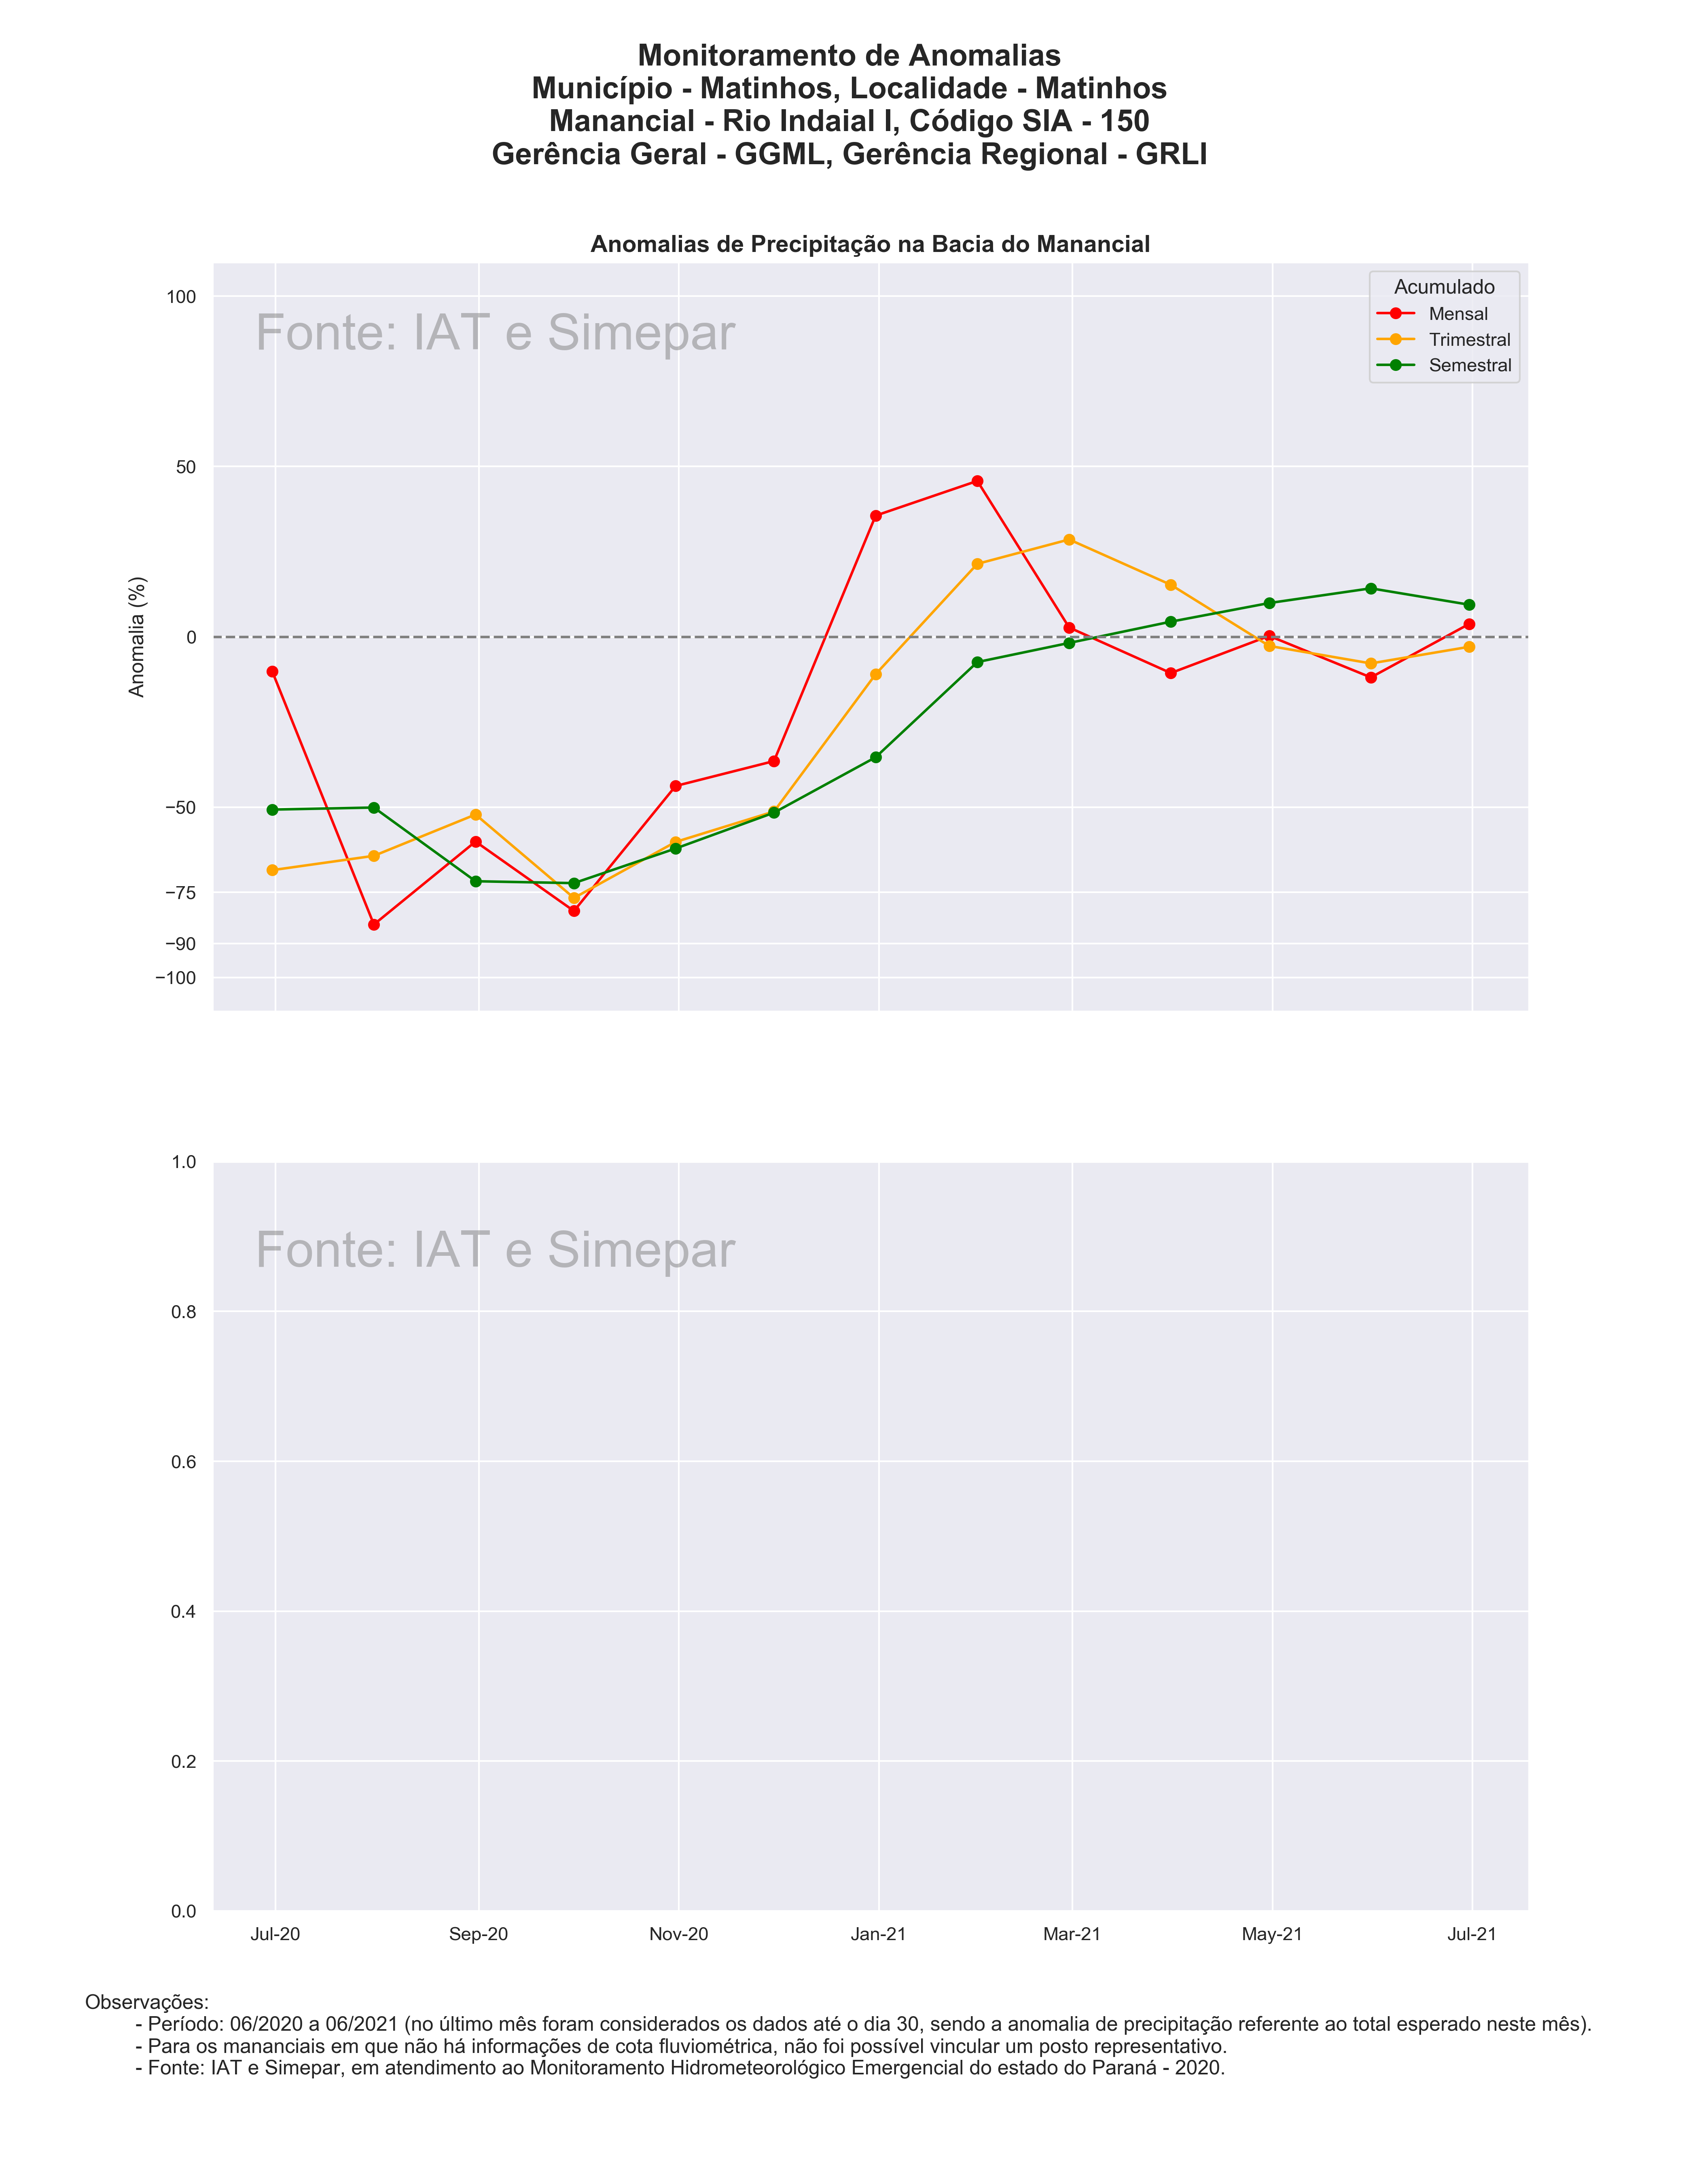 Monitoramento de Anomalias
Município - Matinhos, Localidade - Matinhos
Manancial - Rio Indaial I, Código SIA - 150
Gerência Geral - GGML, Gerência Regional - GRLI
Anomalias de Precipitação na Bacia do Manancial
Fonte: IAT e Simepar
Acumulado
Mensal
Trimestral
Semestral
Anomalia (%)
100
50
0
−50
−75
−90
−100
Fonte: IAT e Simepar
1.0
0.8
0.6
0.4
0.2
0.0
Jul-20 Sep-20 Nov-20 Jan-21 Mar-21 May-21 Jul-21
Observações:
- Período: 06/2020 a 06/2021 (no último mês foram considerados os dados até o dia 30, sendo a anomalia de precipitação referente ao total esperado neste mês).
- Para os mananciais em que não há informações de cota fluviométrica, não foi possível vincular um posto representativo.
- Fonte: IAT e Simepar, em atendimento ao Monitoramento Hidrometeorológico Emergencial do estado do Paraná - 2020.